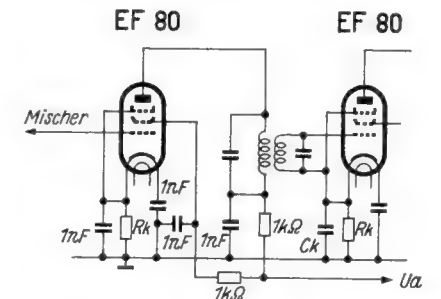 EF 80
EF 80
Mischer
1nF
1nF
Rk
1nF
1nF
1kΩ
Ck
Rk
1kΩ
Ua